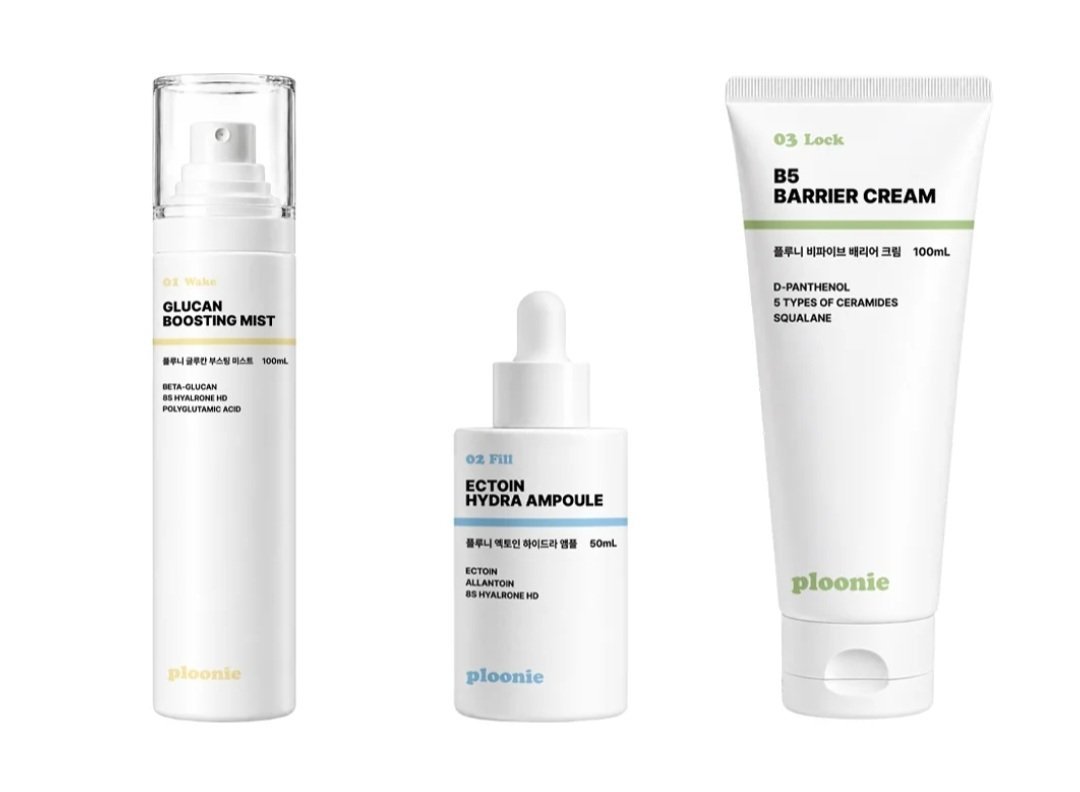 01 Wake
GLUCAN
BOOSTING MIST
플루니 글루칸 부스팅 미스트 100mL
BETA-GLUCAN
8S HYALRONE HD
POLYGLUTAMIC ACID
ploonie
02 Fill
ECTOIN
HYDRA AMPOULE
플루니 엑토인 하이드라 앰플 50mL
ECTOIN
ALLANTOIN
8S HYALRONE HD
ploonie
03 Lock
B5
BARRIER CREAM
플루니 비파이브 배리어 크림 100mL
D-PANTHENOL
5 TYPES OF CERAMIDES
SQUALANE
ploonie